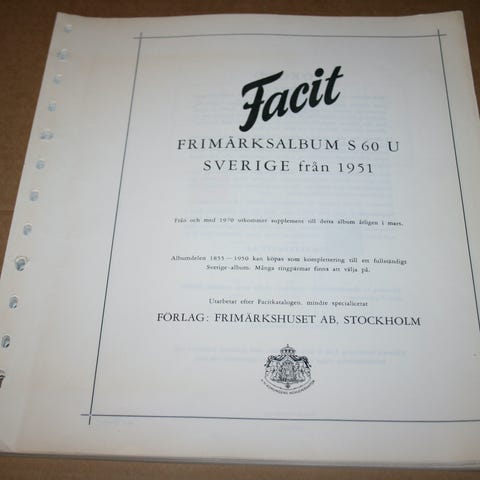 Facit
FRIMÄRKSALBUM S 60 U
SVERIGE från 1951
Från och med 1970 utkommer supplement till detta album årligen i mars.
Albumdelen 1855—1950 kan köpas som komplettering till ett fullständigt
Sverige-album. Många ringpärmar finns att välja på.
Utarbetat efter Facitkatalogen, mindre specialicerat
FÖRLAG: FRIMÄRKSHUSET AB, STOCKHOLM